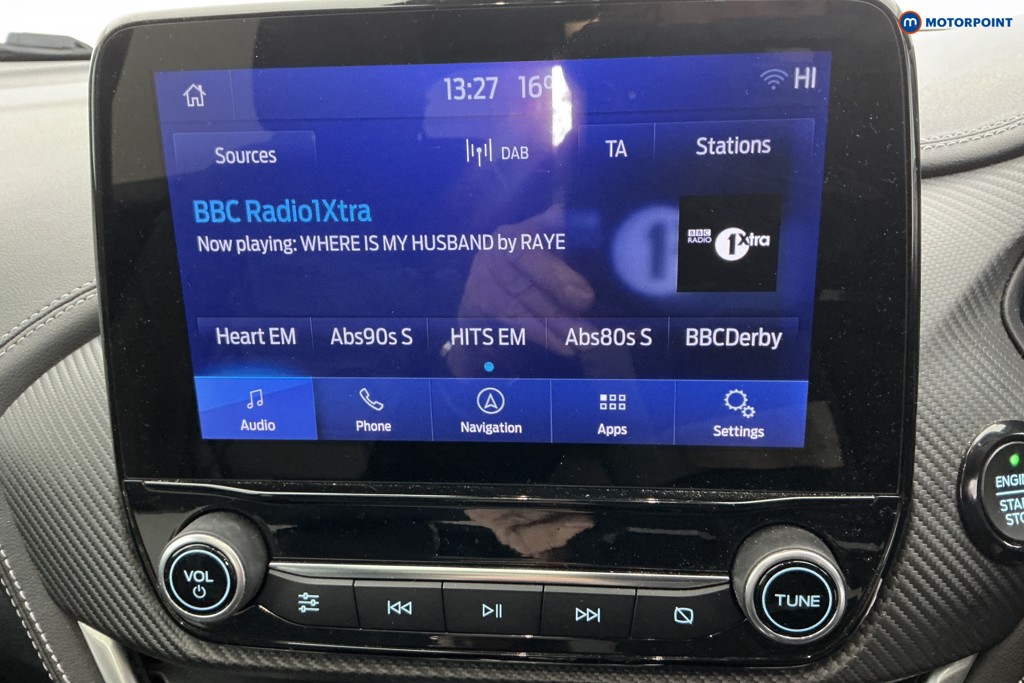 m MOTORPOINT
13:27 16°
HI
Sources
DAB
TA
Stations
BBC Radio1Xtra
Now playing: WHERE IS MY HUSBAND by RAYE
1
BBC RADIO 1Xtra
Heart EM
Abs90s S
HITS EM
Abs80s S
BBCDerby
Audio
Phone
Navigation
Apps
Settings
VOL
TUNE